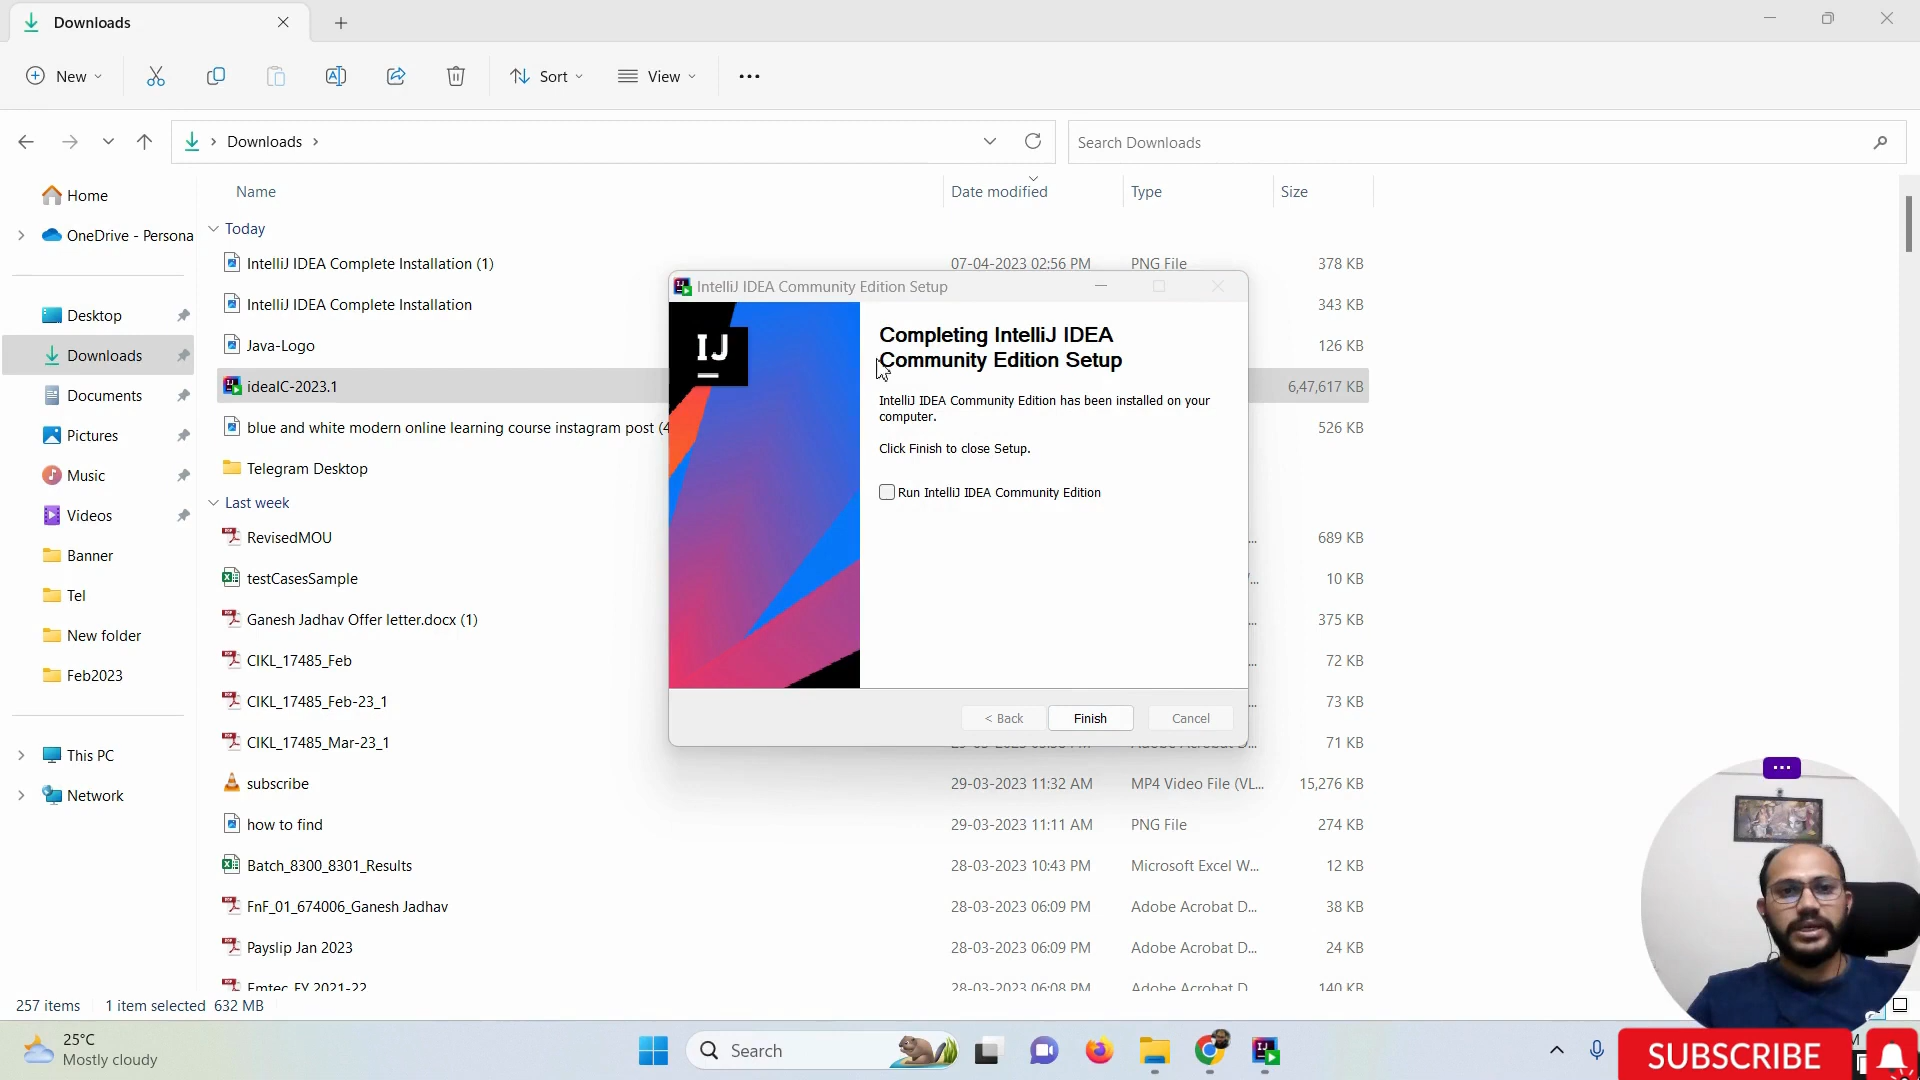 Downloads
New
Sort
View
Downloads
Search Downloads
Name
Date modified
Type
Size
Home
OneDrive - Persona
Desktop
Downloads
Documents
Pictures
Music
Videos
Banner
Tel
New folder
Feb2023
This PC
Network
Today
IntelliJ IDEA Complete Installation (1)
07-04-2023 02:56 PM
PNG File
378 KB
IntelliJ IDEA Complete Installation
343 KB
Java-Logo
126 KB
ideaIC-2023.1
6,47,617 KB
blue and white modern online learning course instagram post (4
526 KB
Telegram Desktop
Last week
RevisedMOU
689 KB
testCasesSample
10 KB
Ganesh Jadhav Offer letter.docx (1)
375 KB
CIKL_17485_Feb
72 KB
CIKL_17485_Feb-23_1
73 KB
CIKL_17485_Mar-23_1
71 KB
subscribe
29-03-2023 11:32 AM
MP4 Video File (VL...
15,276 KB
how to find
29-03-2023 11:11 AM
PNG File
274 KB
Batch_8300_8301_Results
28-03-2023 10:43 PM
Microsoft Excel W...
12 KB
FnF_01_674006_Ganesh Jadhav
28-03-2023 06:09 PM
Adobe Acrobat D...
38 KB
Payslip Jan 2023
28-03-2023 06:09 PM
Adobe Acrobat D...
24 KB
Emtec FY 2021-22
28-03-2023 06:08 PM
Adobe Acrobat D
140 KB
IntelliJ IDEA Community Edition Setup
IJ
Completing IntelliJ IDEA
Community Edition Setup
IntelliJ IDEA Community Edition has been installed on your
computer.
Click Finish to close Setup.
Run IntelliJ IDEA Community Edition
< Back
Finish
Cancel
257 items
1 item selected 632 MB
25°C
Mostly cloudy
Search
SUBSCRIBE